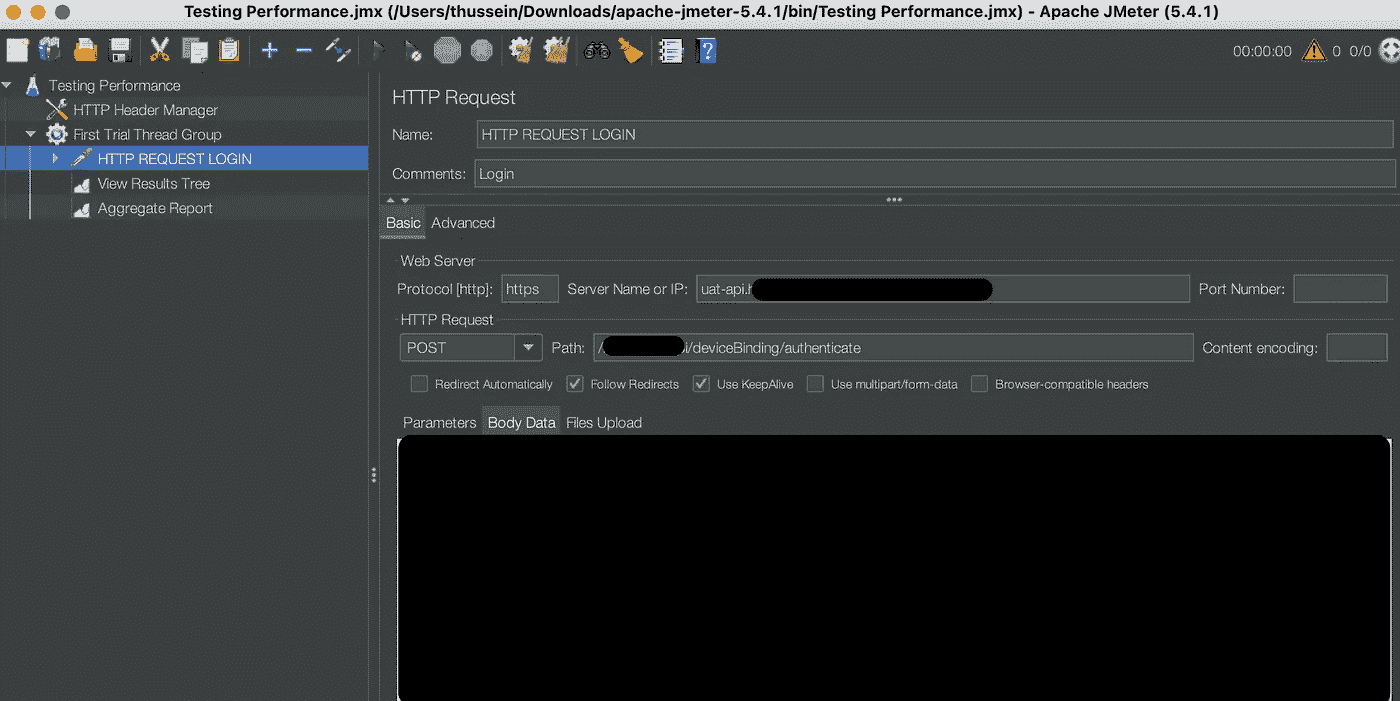 Testing Performance.jmx (/Users/thussein/Downloads/apache-jmeter-5.4.1/bin/Testing Performance.jmx) - Apache JMeter (5.4.1)
00:00:00 0 0/0
Testing Performance
HTTP Header Manager
First Trial Thread Group
HTTP REQUEST LOGIN
View Results Tree
Aggregate Report
HTTP Request
Name: HTTP REQUEST LOGIN
Comments: Login
Basic Advanced
Web Server
Protocol [http]: https Server Name or IP: uat-api. Port Number:
HTTP Request
POST Path: / i/deviceBinding/authenticate Content encoding:
Redirect Automatically Follow Redirects Use KeepAlive Use multipart/form-data Browser-compatible headers
Parameters Body Data Files Upload